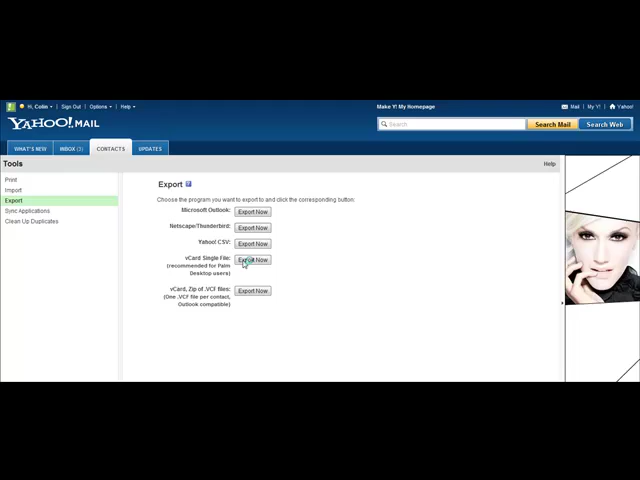 Hi, Colin Sign Out Options Help Make Y! My Homepage Mail My Y! Yahoo!
YAHOO! MAIL Search Search Mail Search Web
WHAT'S NEW INBOX (3) CONTACTS UPDATES
Tools Help
Print
Import
Export
Sync Applications
Clean Up Duplicates
Export ?
Choose the program you want to export to and click the corresponding button:
Microsoft Outlook: Export Now
Netscape/Thunderbird: Export Now
Yahoo! CSV: Export Now
vCard Single File: Export Now
(recommended for Palm
Desktop users)
vCard, Zip of .VCF files: Export Now
(One .VCF file per contact,
Outlook compatible)